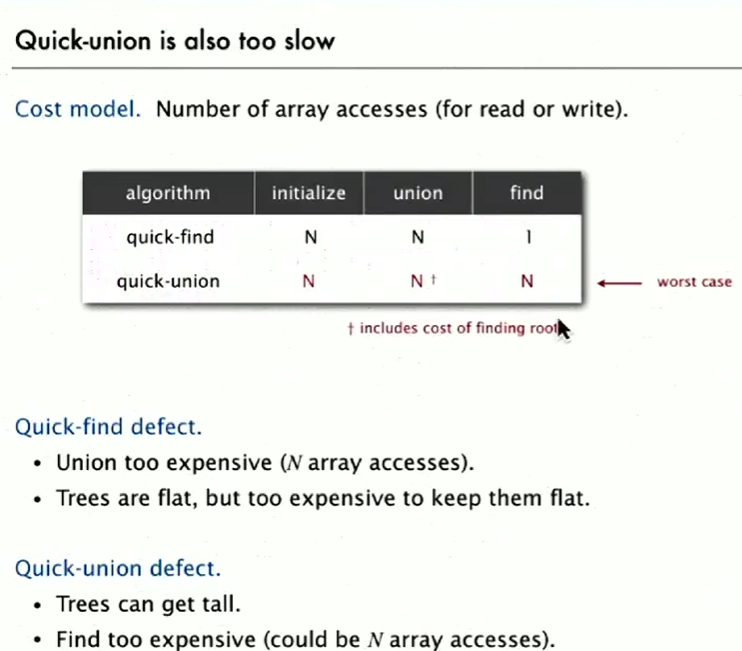 Quick-union is also too slow
Cost model. Number of array accesses (for read or write).
algorithm initialize union find
quick-find N N 1
quick-union N N † N worst case
† includes cost of finding root
Quick-find defect.
• Union too expensive (N array accesses).
• Trees are flat, but too expensive to keep them flat.
Quick-union defect.
• Trees can get tall.
• Find too expensive (could be N array accesses).